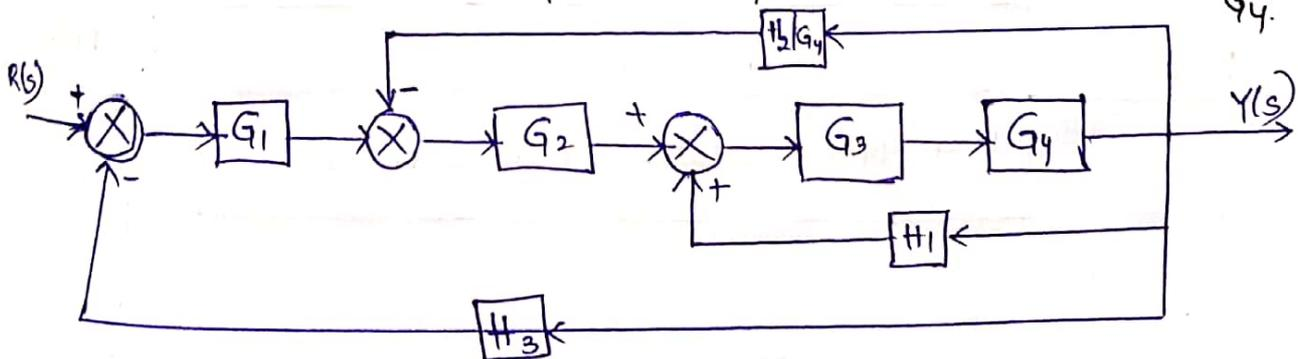 G4.
H2|G4
R(s)
+
-
Y(s)
G1
G2
+
G3
G4
+
-
H1
H3